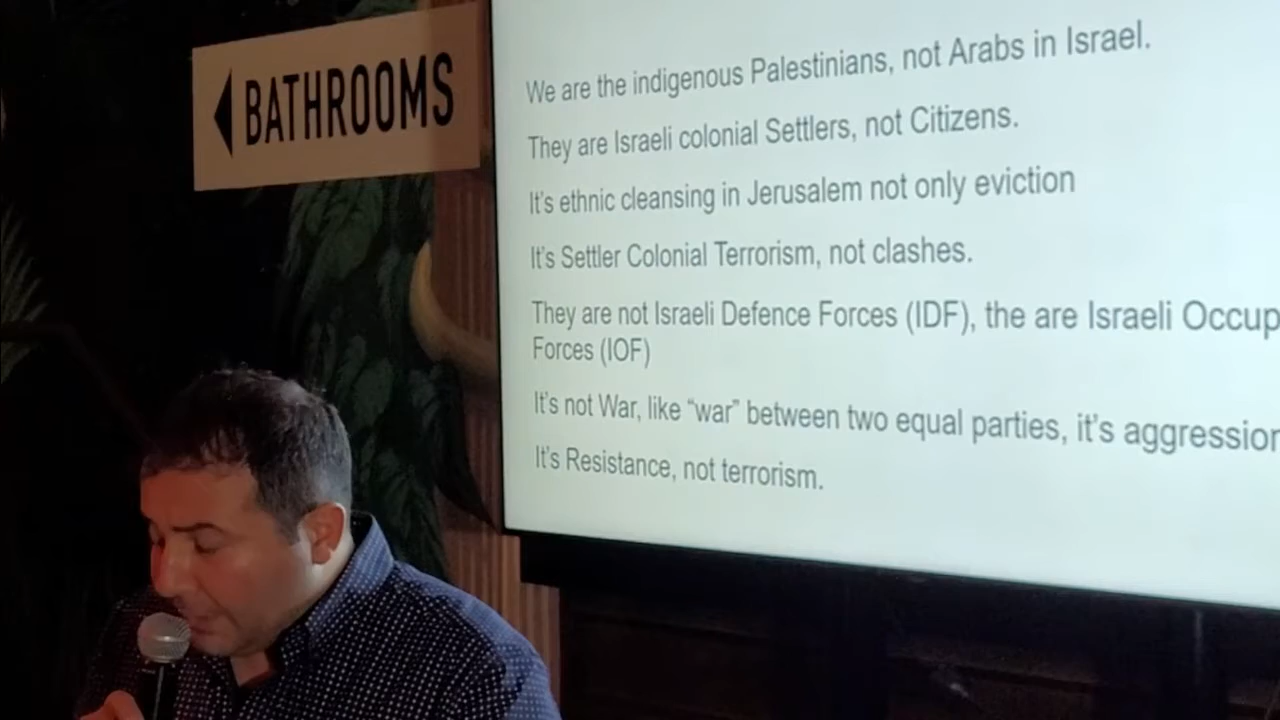 BATHROOMS
We are the indigenous Palestinians, not Arabs in Israel.
They are Israeli colonial Settlers, not Citizens.
It's ethnic cleansing in Jerusalem not only eviction
It's Settler Colonial Terrorism, not clashes.
They are not Israeli Defence Forces (IDF), the are Israeli Occup
Forces (IOF)
It's not War, like “war” between two equal parties, it's aggression
It's Resistance, not terrorism.